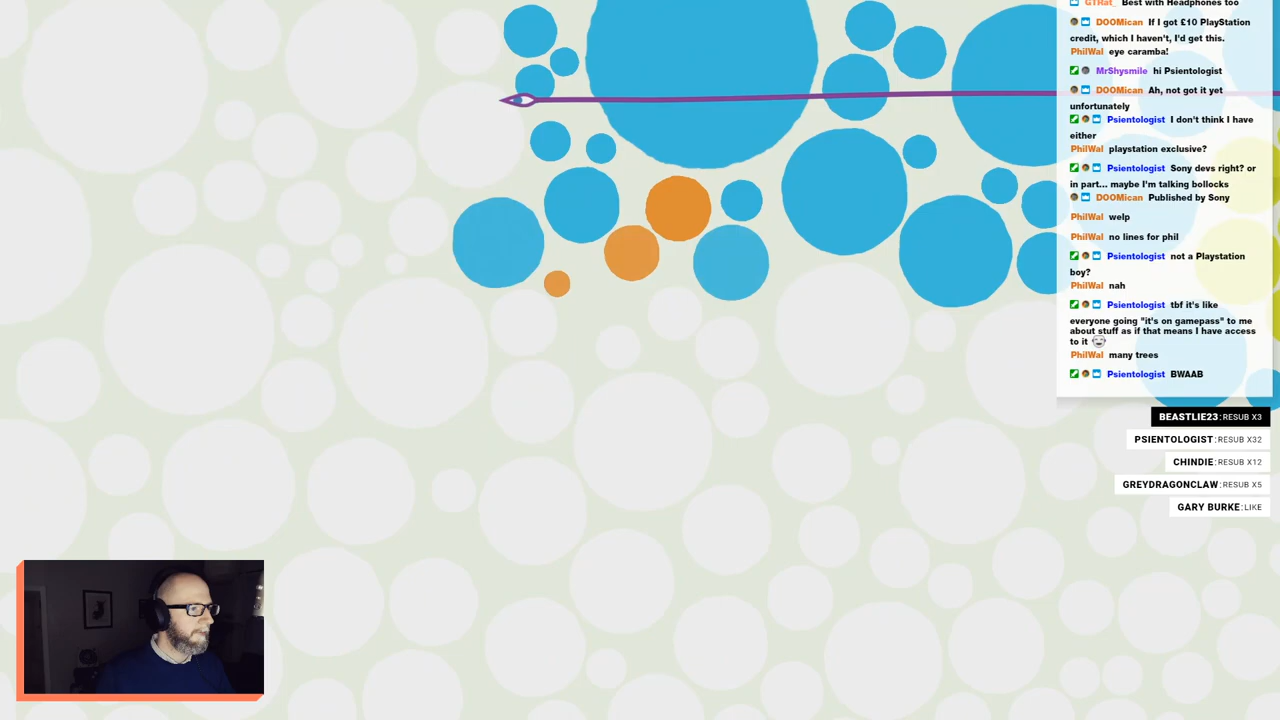 GTRat_ Best with Headphones too
DOOMican If I got £10 PlayStation
credit, which I haven't, I'd get this.
PhilWal eye caramba!
MrShysmile hi Psientologist
DOOMican Ah, not got it yet
unfortunately
Psientologist I don't think I have
either
PhilWal playstation exclusive?
Psientologist Sony devs right? or
in part... maybe I'm talking bollocks
DOOMican Published by Sony
PhilWal welp
PhilWal no lines for phil
Psientologist not a Playstation
boy?
PhilWal nah
Psientologist tbf it's like
everyone going "it's on gamepass" to me
about stuff as if that means I have access
to it
PhilWal many trees
Psientologist BWAAB
BEASTLIE23: RESUB X3
PSIENTOLOGIST: RESUB X32
CHINDIE: RESUB X12
GREYDRAGONCLAW: RESUB X5
GARY BURKE: LIKE